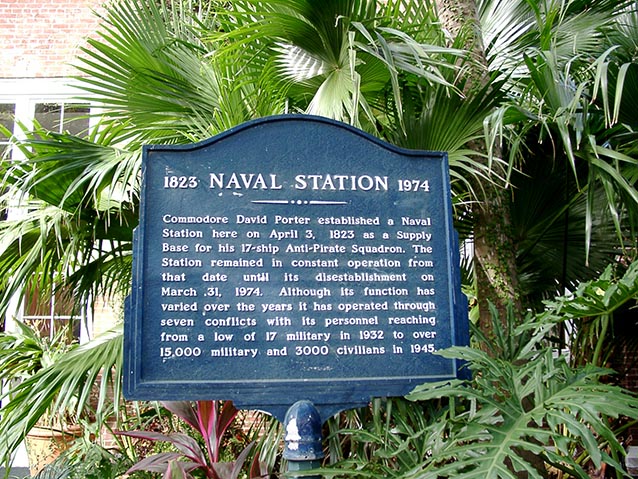 1823 NAVAL STATION 1974
Commodore David Porter established a Naval
Station here on April 3, 1823 as a Supply
Base for his 17-ship Anti-Pirate Squadron. The
Station remained in constant operation from
that date until its disestablishment on
March 31, 1974. Although its function has
varied over the years it has operated through
seven conflicts with its personnel reaching
from a low of 17 military in 1932 to over
15,000 military and 3000 civilians in 1945.